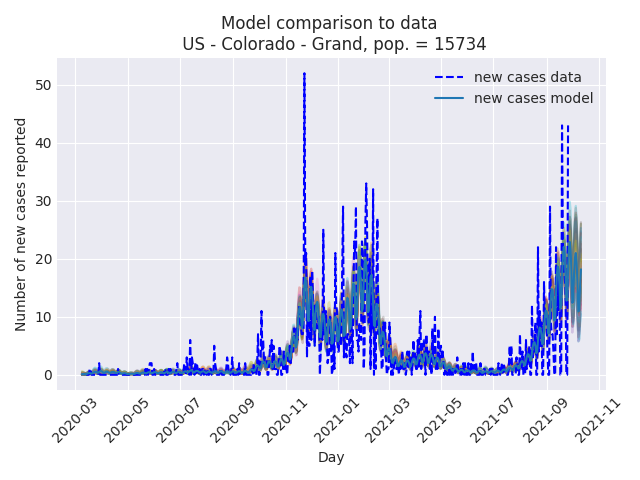 Model comparison to data
US - Colorado - Grand, pop. = 15734
new cases data
new cases model
Number of new cases reported
50
40
30
20
10
0
2020-03
2020-05
2020-07
2020-09
2020-11
2021-01
2021-03
2021-05
2021-07
2021-09
2021-11
Day